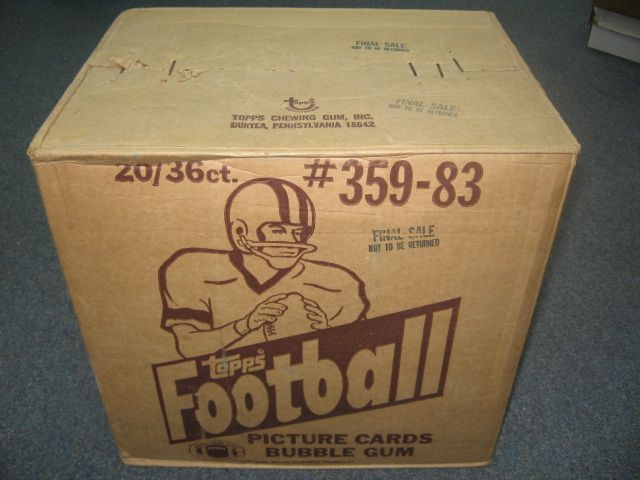 FINAL SALE
NOT TO BE RETURNED
Topps
FINAL SALE
NOT TO BE RETURNED
TOPPS CHEWING GUM, INC.
DURYEA, PENNSYLVANIA 18642
20/36ct.
#359-83
FINAL SALE
NOT TO BE RETURNED
topps
Football
PICTURE CARDS
BUBBLE GUM